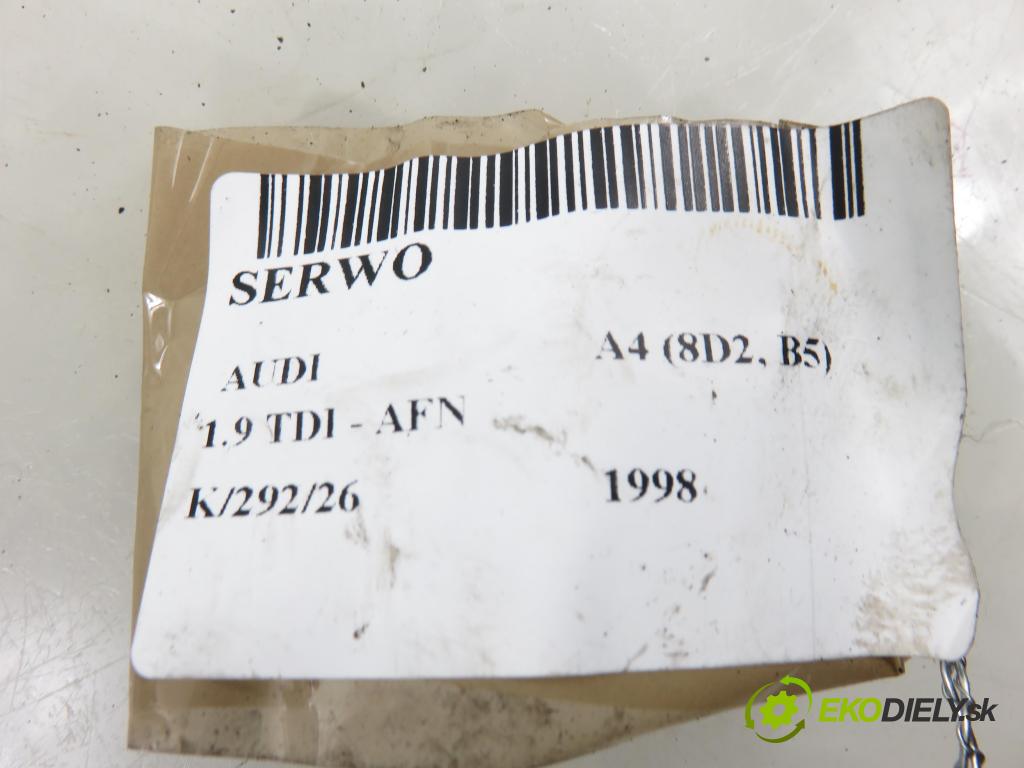 SERWO
AUDI A4 (8D2, B5)
1.9 TDI - AFN
K/292/26 1998
EKODIELY.sk